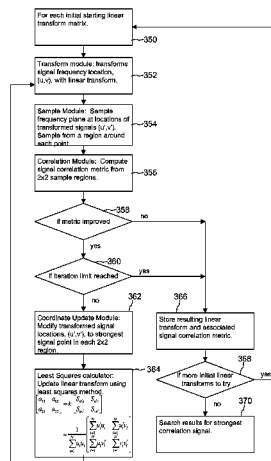 For each initial starting linear
transform matrix.
350
Transform module: transforms
signal frequency location,
(u,v), with linear transform.
352
Sample Module: Sample
frequency plane at locations of
transformed signals (u',v').
Sample from a region around
each point.
354
Correlation Module: Compute
signal correlation metric from
2x2 sample regions.
356
358
If metric improved
no
yes
360
If iteration limit reached
yes
no
362
Coordinate Update Module:
Modify transformed signal
locations, (u',v'), to strongest
signal point in each 2x2
region.
364
Least Squares calculator:
Update linear transform using
least squares method.
366
Store resulting linear
transform and associated
signal correlation metric.
368
If more initial linear
transforms to try
yes
no
370
Search results for strongest
correlation signal.